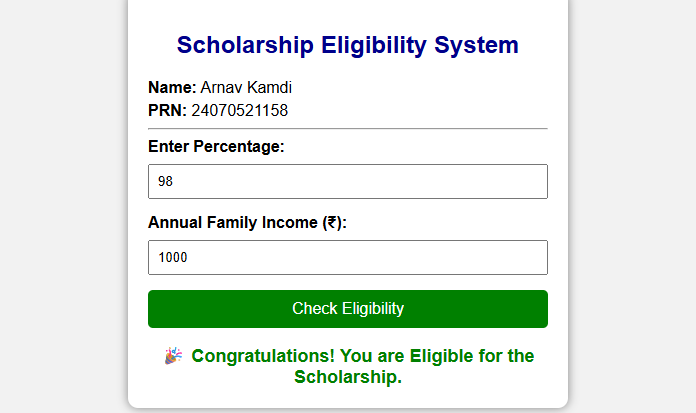 Scholarship Eligibility System
Name: Arnav Kamdi
PRN: 24070521158
Enter Percentage:
98
Annual Family Income (₹):
1000
Check Eligibility
🎉 Congratulations! You are Eligible for the
Scholarship.